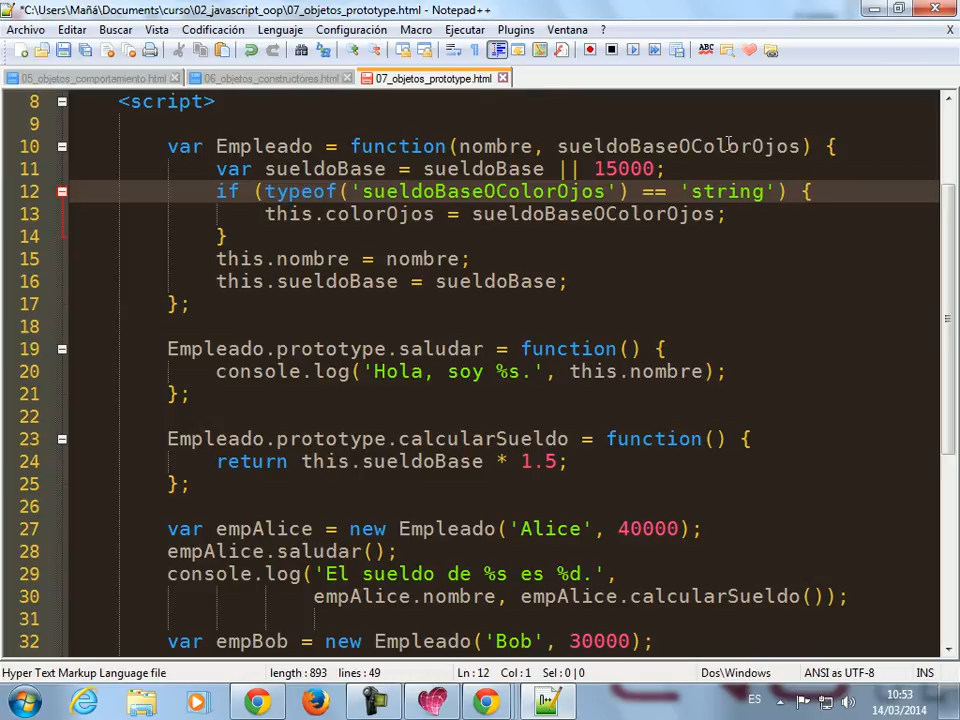 *C:\Users\Mañá\Documents\curso\02_javascript_oop\07_objetos_prototype.html - Notepad++
Archivo Editar Buscar Vista Codificación Lenguaje Configuración Macro Ejecutar Plugins Ventana ? X
05_objetos_comportamiento.html 06_objetos_constructores.html 07_objetos_prototype.html
8 <script>
9
10 var Empleado = function(nombre, sueldoBaseOColorOjos) {
11 var sueldoBase = sueldoBase || 15000;
12 if (typeof('sueldoBaseOColorOjos') == 'string') {
13 this.colorOjos = sueldoBaseOColorOjos;
14 }
15 this.nombre = nombre;
16 this.sueldoBase = sueldoBase;
17 };
18
19 Empleado.prototype.saludar = function() {
20 console.log('Hola, soy %s.', this.nombre);
21 };
22
23 Empleado.prototype.calcularSueldo = function() {
24 return this.sueldoBase * 1.5;
25 };
26
27 var empAlice = new Empleado('Alice', 40000);
28 empAlice.saludar();
29 console.log('El sueldo de %s es %d.',
30 empAlice.nombre, empAlice.calcularSueldo());
31
32 var empBob = new Empleado('Bob', 30000);
Hyper Text Markup Language file length : 893 lines : 49 Ln : 12 Col : 1 Sel : 0 | 0 Dos\Windows ANSI as UTF-8 INS
ES 10:53
14/03/2014